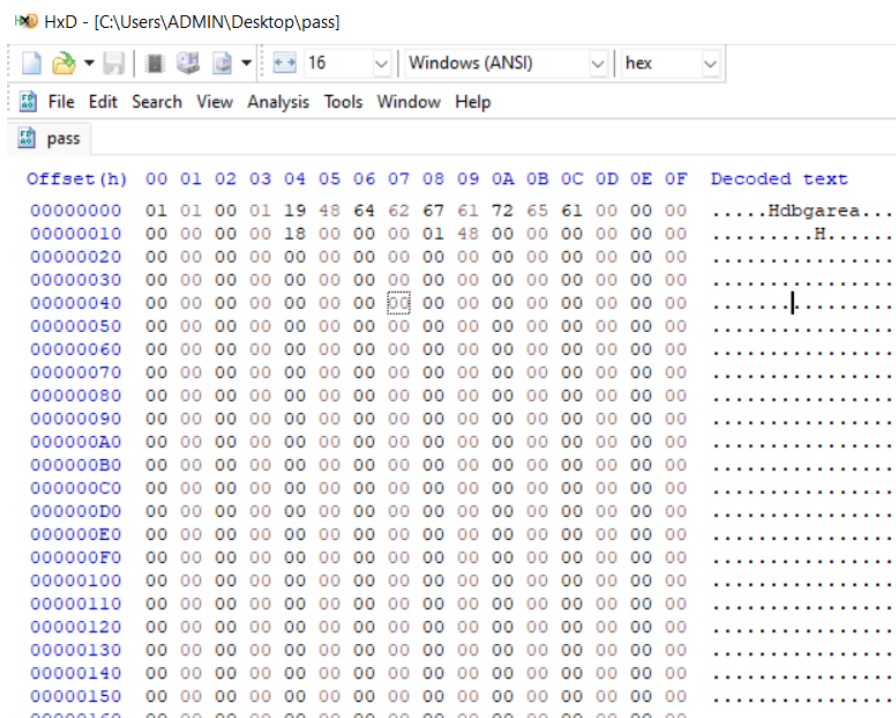 HxD - [C:\Users\ADMIN\Desktop\pass]
16 Windows (ANSI) hex
File Edit Search View Analysis Tools Window Help
pass
Offset(h) 00 01 02 03 04 05 06 07 08 09 0A 0B 0C 0D 0E 0F Decoded text
00000000 01 01 00 01 19 48 64 62 67 61 72 65 61 00 00 00 .....Hdbgarea...
00000010 00 00 00 00 18 00 00 00 01 48 00 00 00 00 00 00 .........H......
00000020 00 00 00 00 00 00 00 00 00 00 00 00 00 00 00 00 ................
00000030 00 00 00 00 00 00 00 00 00 00 00 00 00 00 00 00 ................
00000040 00 00 00 00 00 00 00 00 00 00 00 00 00 00 00 00 ................
00000050 00 00 00 00 00 00 00 00 00 00 00 00 00 00 00 00 ................
00000060 00 00 00 00 00 00 00 00 00 00 00 00 00 00 00 00 ................
00000070 00 00 00 00 00 00 00 00 00 00 00 00 00 00 00 00 ................
00000080 00 00 00 00 00 00 00 00 00 00 00 00 00 00 00 00 ................
00000090 00 00 00 00 00 00 00 00 00 00 00 00 00 00 00 00 ................
000000A0 00 00 00 00 00 00 00 00 00 00 00 00 00 00 00 00 ................
000000B0 00 00 00 00 00 00 00 00 00 00 00 00 00 00 00 00 ................
000000C0 00 00 00 00 00 00 00 00 00 00 00 00 00 00 00 00 ................
000000D0 00 00 00 00 00 00 00 00 00 00 00 00 00 00 00 00 ................
000000E0 00 00 00 00 00 00 00 00 00 00 00 00 00 00 00 00 ................
000000F0 00 00 00 00 00 00 00 00 00 00 00 00 00 00 00 00 ................
00000100 00 00 00 00 00 00 00 00 00 00 00 00 00 00 00 00 ................
00000110 00 00 00 00 00 00 00 00 00 00 00 00 00 00 00 00 ................
00000120 00 00 00 00 00 00 00 00 00 00 00 00 00 00 00 00 ................
00000130 00 00 00 00 00 00 00 00 00 00 00 00 00 00 00 00 ................
00000140 00 00 00 00 00 00 00 00 00 00 00 00 00 00 00 00 ................
00000150 00 00 00 00 00 00 00 00 00 00 00 00 00 00 00 00 ................